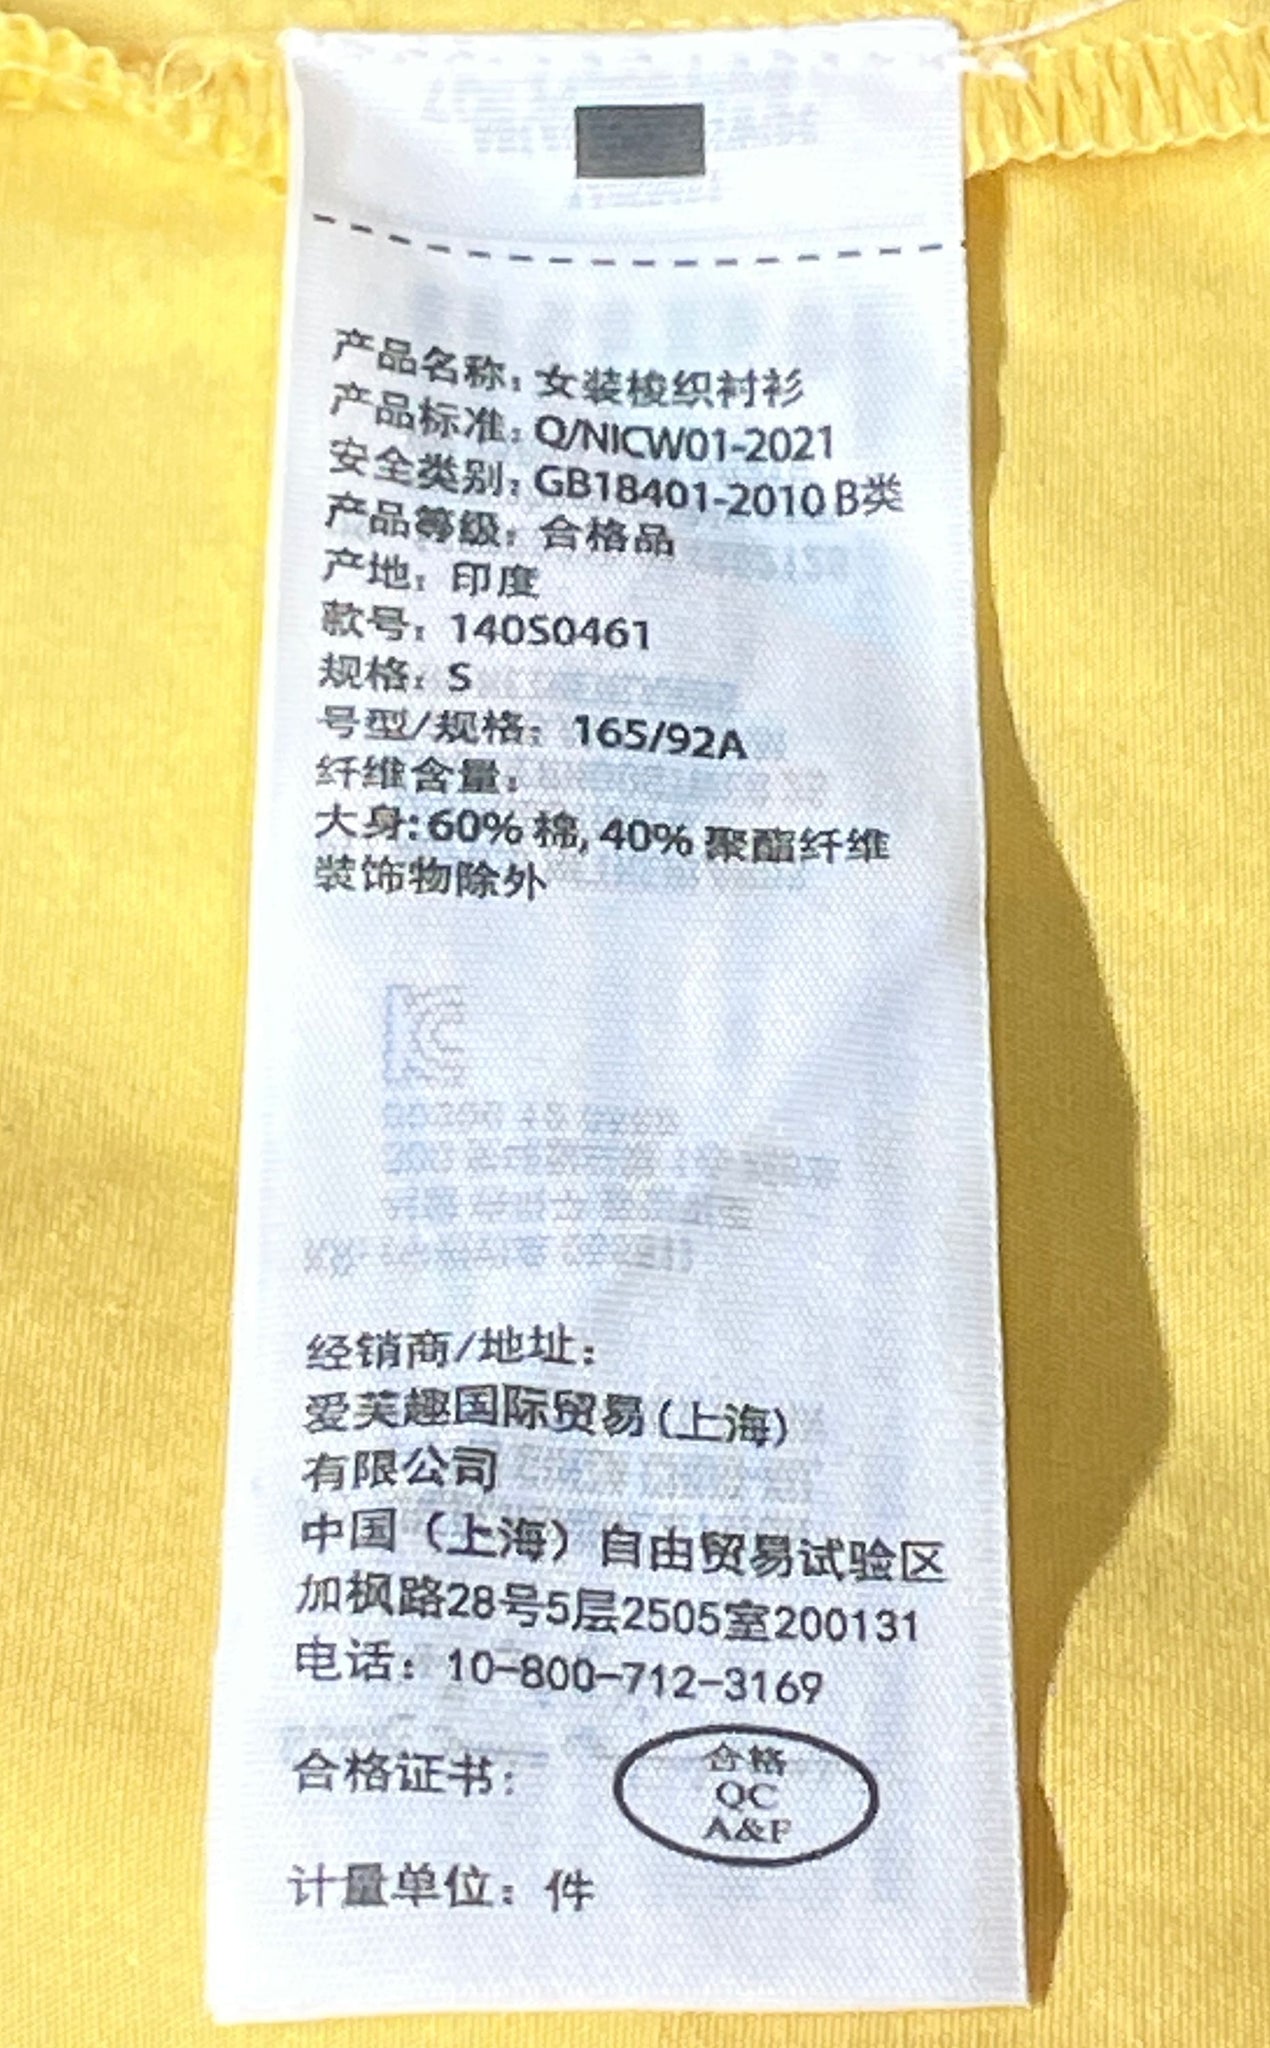 产品名称：女装梭织衬衫
产品标准：Q/NICW01-2021
安全类别：GB18401-2010 B类
产品等级：合格品
产地：印度
款号：140S0461
规格：S
号型/规格：165/92A
纤维含量：
大身：60% 棉, 40% 聚酯纤维
装饰物除外
经销商/地址：
爱芙趣国际贸易(上海)
有限公司
中国（上海）自由贸易试验区
加枫路28号5层2505室200131
电话：10-800-712-3169
合格证书：
合格
QC
A&F
计量单位：件